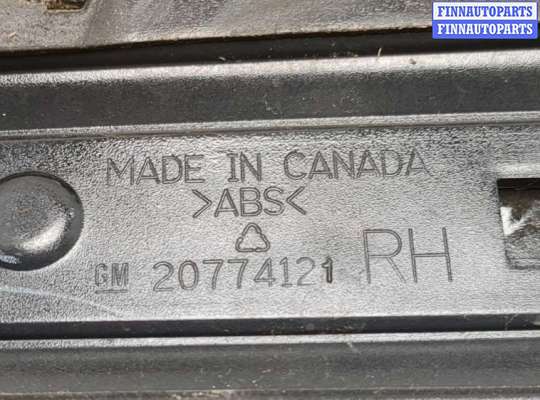 FINNAUTOPARTS
FINNAUTOPARTS
MADE IN CANADA
>ABS<
GM 20774121 RH